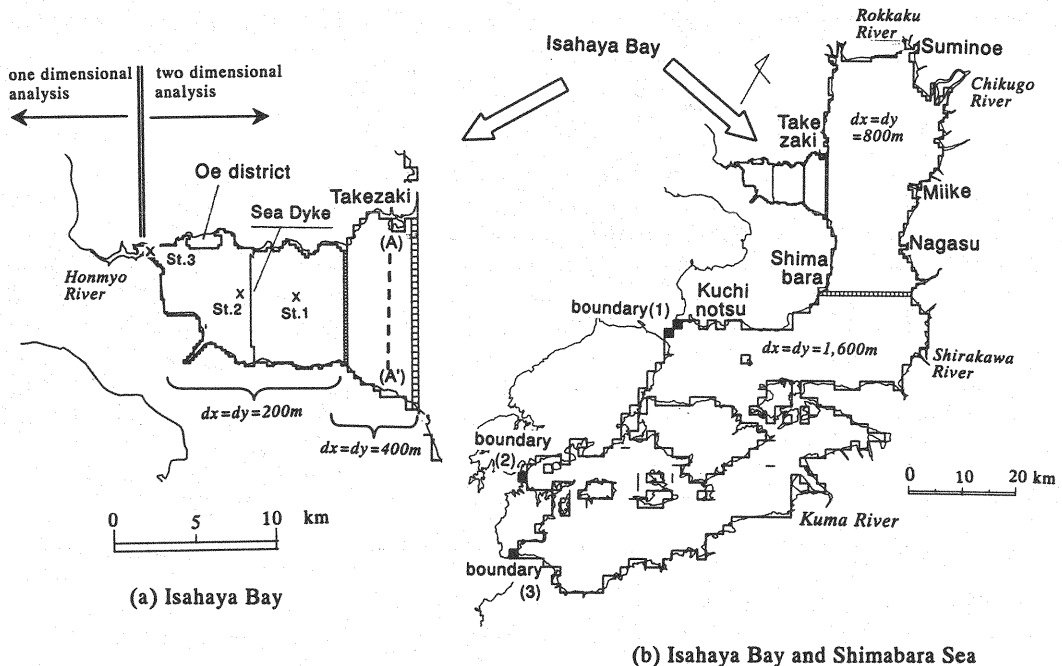 one dimensional
analysis
two dimensional
analysis
Oe district
Sea Dyke
Takezaki
(A)
St.3
Honmyo
River
x
x
x
St.2
St.1
(A')
dx=dy=200m
dx=dy=400m
0 5 10 km
(a) Isahaya Bay
Isahaya Bay
Rokkaku
River
Suminoe
Chikugo
River
Take
zaki
dx=dy
=800m
Miike
Nagasu
Shima
bara
Kuchi
notsu
boundary(1)
dx=dy=1,600m
Shirakawa
River
boundary
(2)
0 10 20 km
Kuma River
boundary
(3)
(b) Isahaya Bay and Shimabara Sea